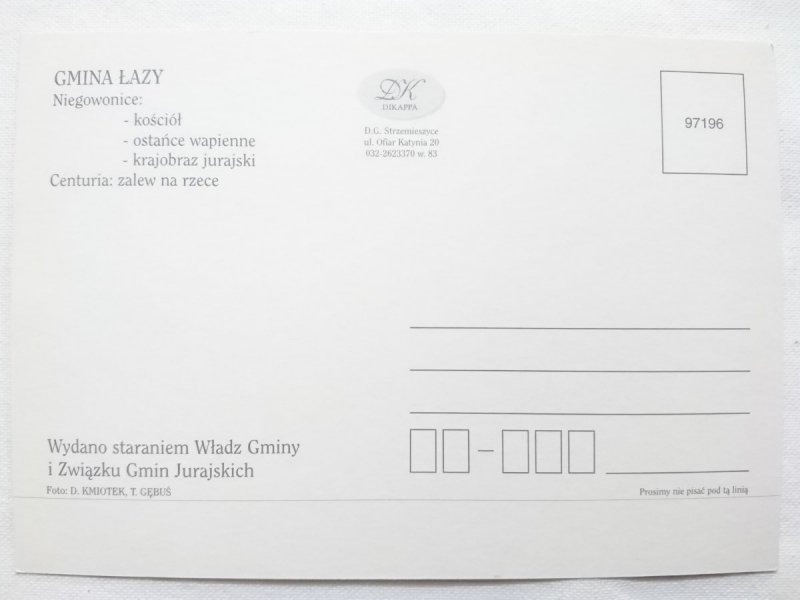 GMINA ŁAZY
Niegowonice:
- kościół
- ostańce wapienne
- krajobraz jurajski
Centuria: zalew na rzece
DK
DIKAPPA
D.G. Strzemieszyce
ul. Ofiar Katynia 20
032-2623370 w. 83
97196
Wydano staraniem Władz Gminy
i Związku Gmin Jurajskich
Foto: D. KMIOTEK, T. GĘBUŚ
Prosimy nie pisać pod tą linią